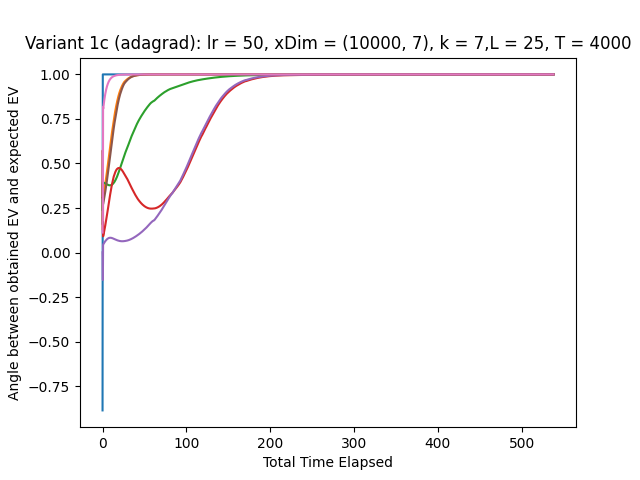 Variant 1c (adagrad): lr = 50, xDim = (10000, 7), k = 7,L = 25, T = 4000
1.00
0.75
0.50
0.25
0.00
−0.25
−0.50
−0.75
Angle between obtained EV and expected EV
0 100 200 300 400 500
Total Time Elapsed